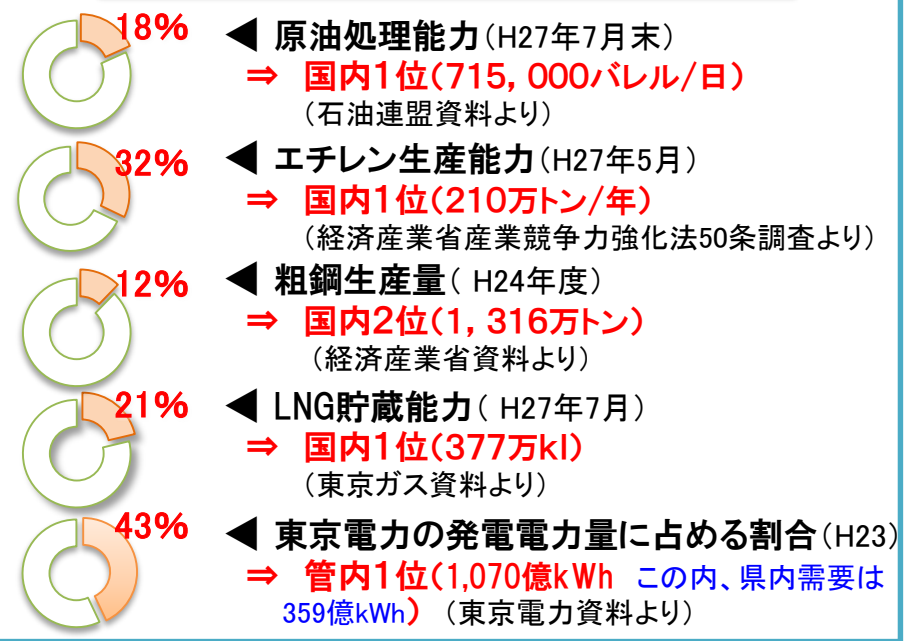 18%
◀ 原油処理能力(H27年7月末)
⇒ 国内1位(715,000バレル/日)
(石油連盟資料より)
32%
◀ エチレン生産能力(H27年5月)
⇒ 国内1位(210万トン/年)
(経済産業省産業競争力強化法50条調査より)
12%
◀ 粗鋼生産量( H24年度)
⇒ 国内2位(1,316万トン)
(経済産業省資料より)
21%
◀ LNG貯蔵能力( H27年7月)
⇒ 国内1位(377万kl)
(東京ガス資料より)
43%
◀ 東京電力の発電電力量に占める割合(H23)
⇒ 管内1位(1,070億kWh この内、県内需要は
359億kWh) (東京電力資料より)